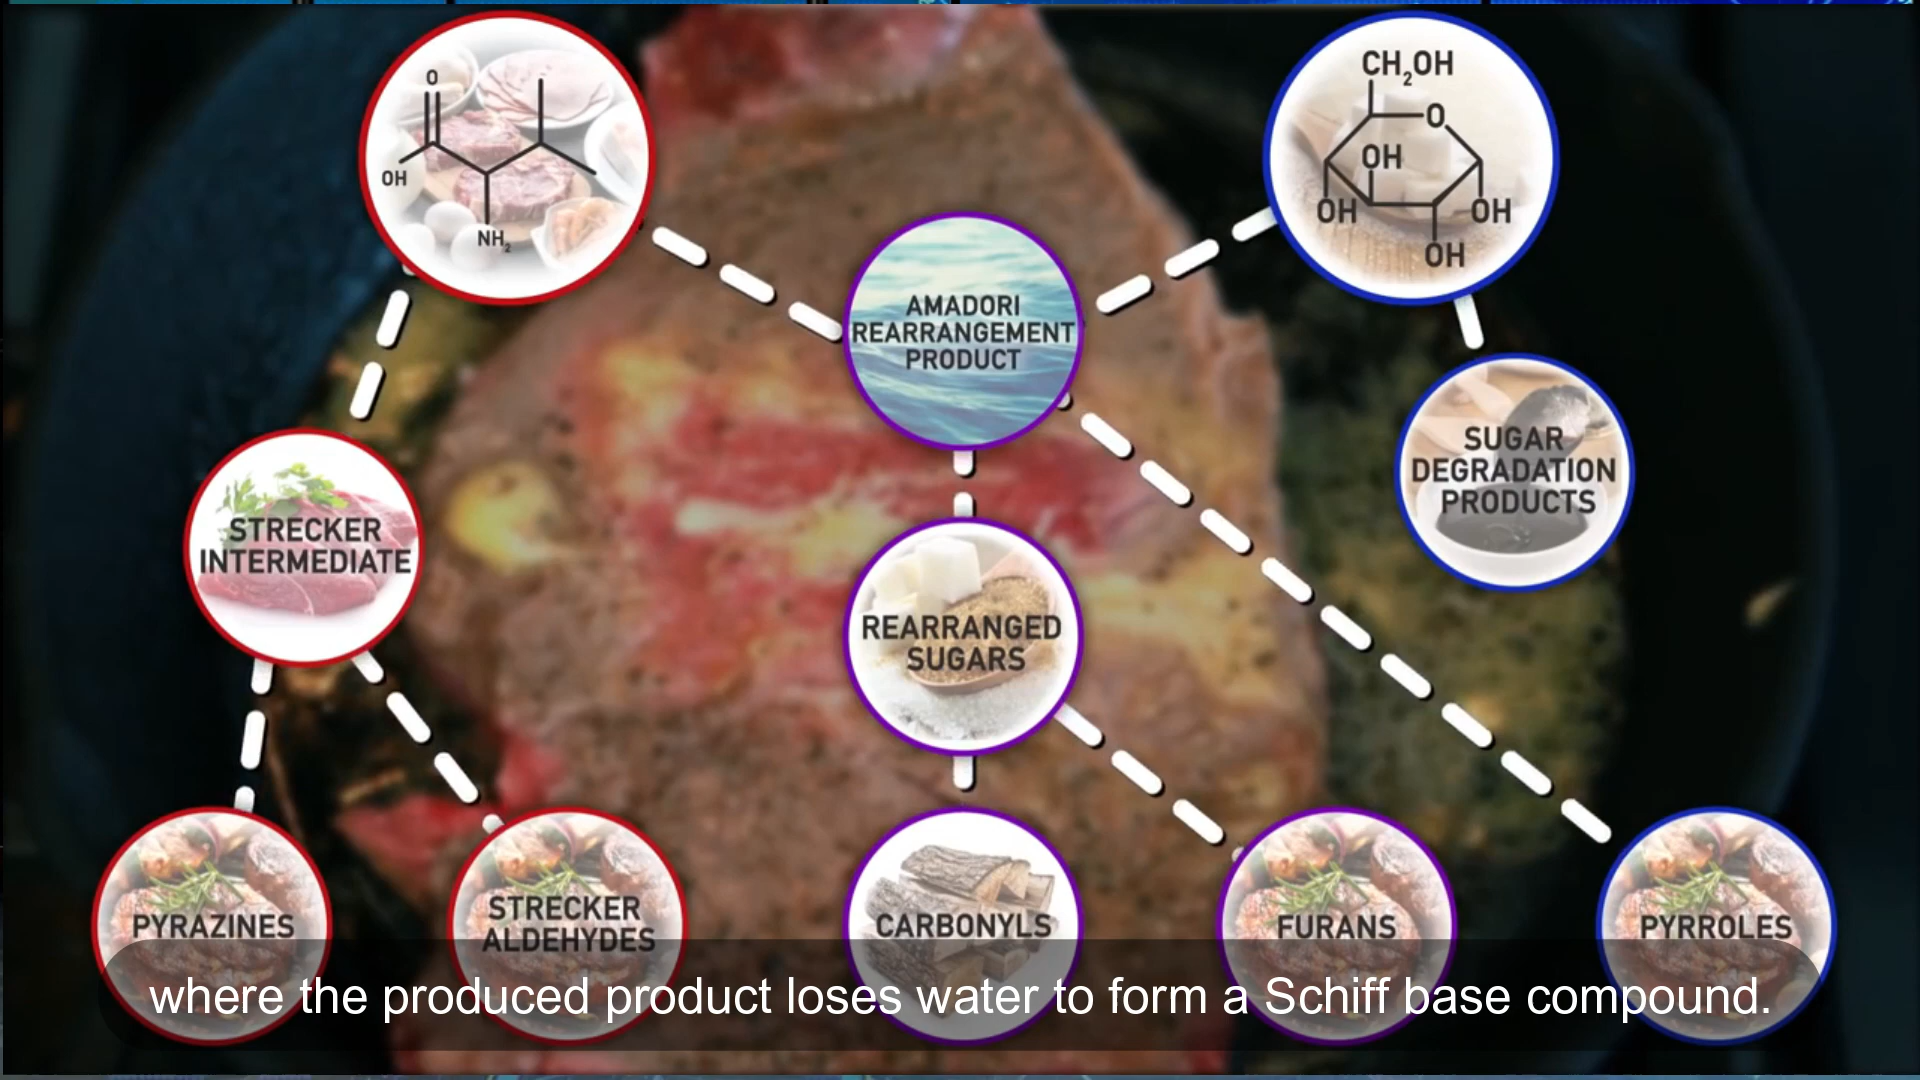 O
OH
NH2
CH2OH
O
OH
OH
OH
OH
AMADORI
REARRANGEMENT
PRODUCT
SUGAR
DEGRADATION
PRODUCTS
STRECKER
INTERMEDIATE
REARRANGED
SUGARS
PYRAZINES
STRECKER
ALDEHYDES
CARBONYLS
FURANS
PYRROLES
where the produced product loses water to form a Schiff base compound.